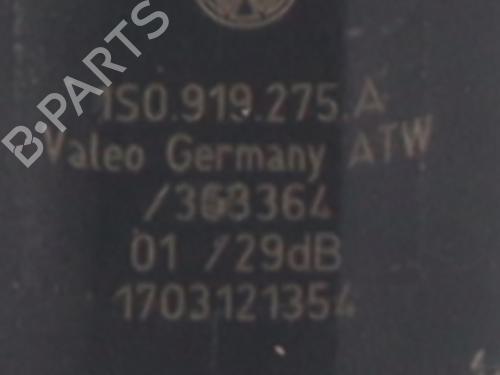 B-PARTS
1S0.919.275.A
Valeo Germany ATW
/363364
01 /29dB
1703121354